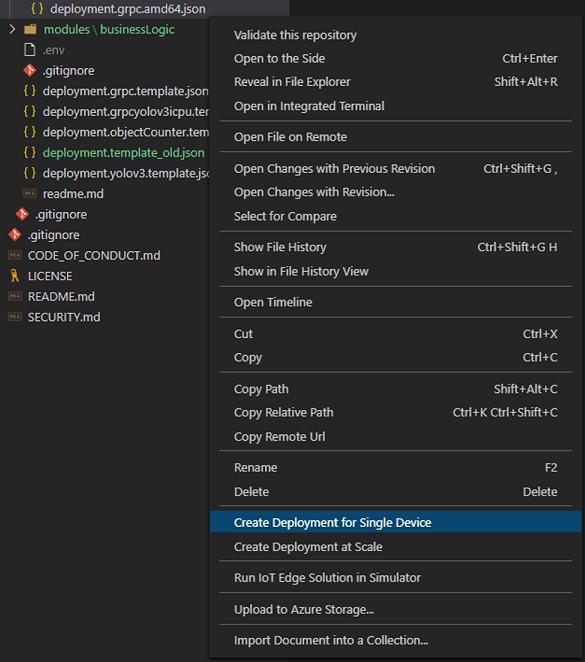 { } deployment.grpc.amd64.json
modules \ businessLogic
.env
.gitignore
{ } deployment.grpc.template.json
{ } deployment.grpcyolov3icpu.tem
{ } deployment.objectCounter.tem
{ } deployment.template_old.json
{ } deployment.yolov3.template.jso
readme.md
.gitignore
.gitignore
CODE_OF_CONDUCT.md
LICENSE
README.md
SECURITY.md
Validate this repository
Open to the Side Ctrl+Enter
Reveal in File Explorer Shift+Alt+R
Open in Integrated Terminal
Open File on Remote
Open Changes with Previous Revision Ctrl+Shift+G ,
Open Changes with Revision...
Select for Compare
Show File History Ctrl+Shift+G H
Show in File History View
Open Timeline
Cut Ctrl+X
Copy Ctrl+C
Copy Path Shift+Alt+C
Copy Relative Path Ctrl+K Ctrl+Shift+C
Copy Remote Url
Rename F2
Delete Delete
Create Deployment for Single Device
Create Deployment at Scale
Run IoT Edge Solution in Simulator
Upload to Azure Storage...
Import Document into a Collection...